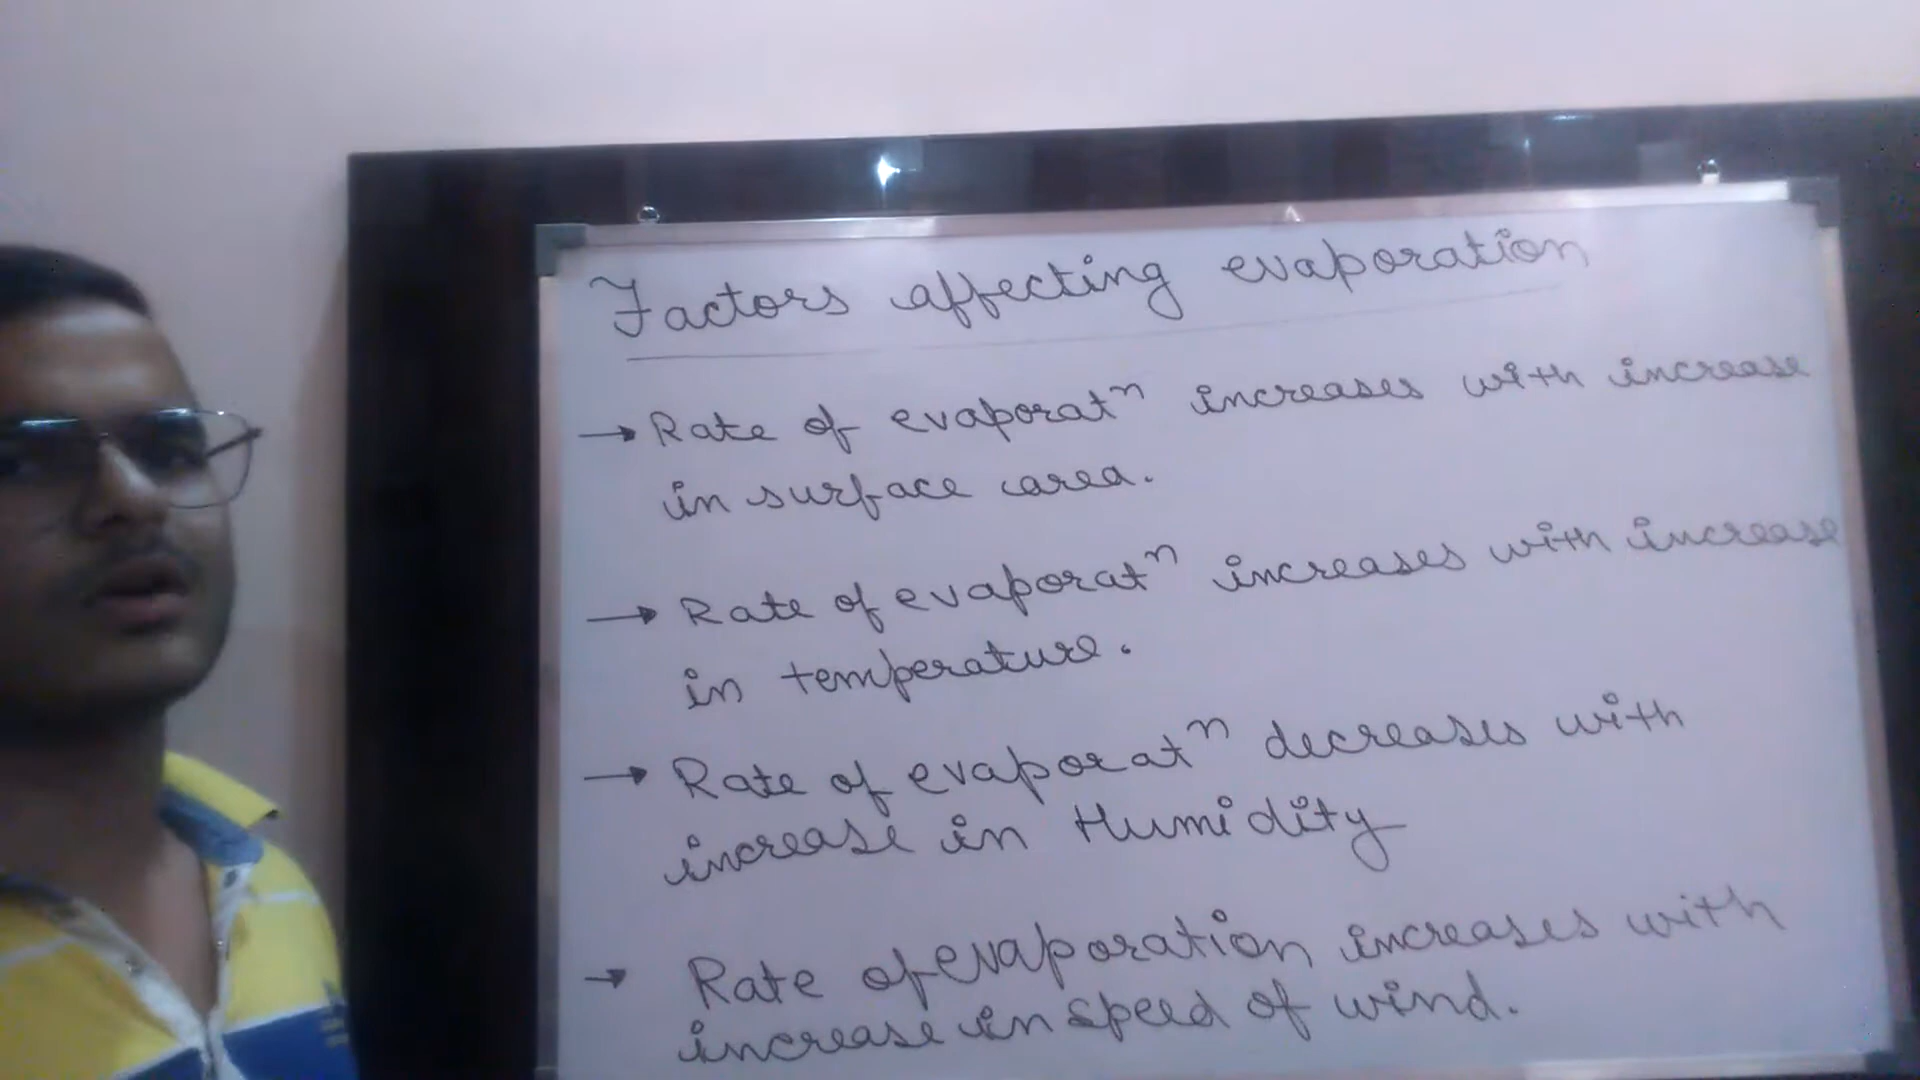 Factors affecting evaporation
→ Rate of evaporatⁿ increases with increase
in surface area.
→ Rate of evaporatⁿ increases with increase
in temperature.
→ Rate of evaporatⁿ decreases with
increase in Humidity
→ Rate of evaporation increases with
increase in speed of wind.